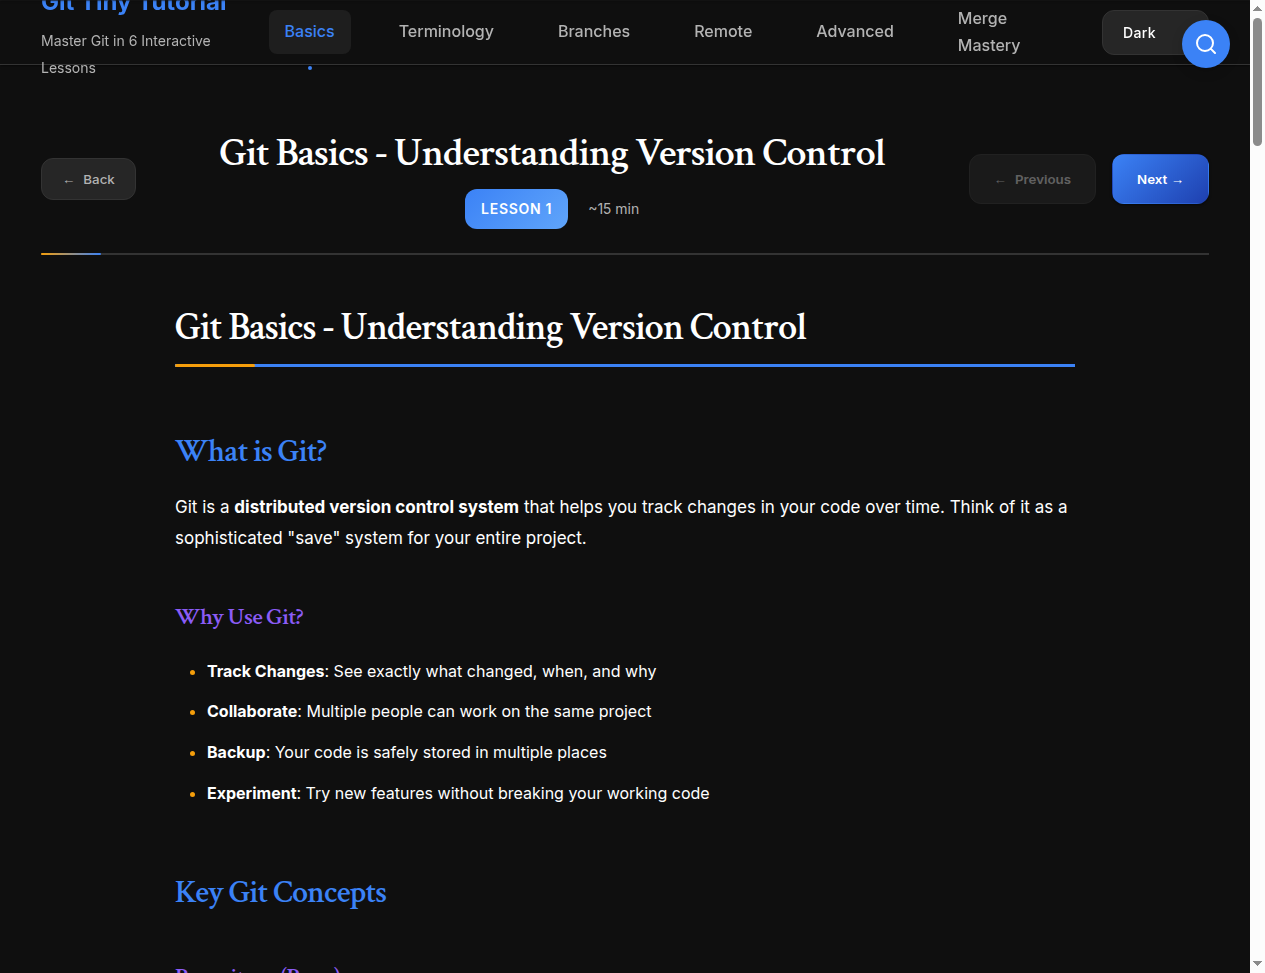 Git Tiny Tutorial
Master Git in 6 Interactive
Lessons
Basics
Terminology
Branches
Remote
Advanced
Merge
Mastery
Dark
← Back
Git Basics - Understanding Version Control
LESSON 1
~15 min
← Previous
Next →
Git Basics - Understanding Version Control
What is Git?
Git is a distributed version control system that helps you track changes in your code over time. Think of it as a
sophisticated "save" system for your entire project.
Why Use Git?
• Track Changes: See exactly what changed, when, and why
• Collaborate: Multiple people can work on the same project
• Backup: Your code is safely stored in multiple places
• Experiment: Try new features without breaking your working code
Key Git Concepts
Repository (Repo)